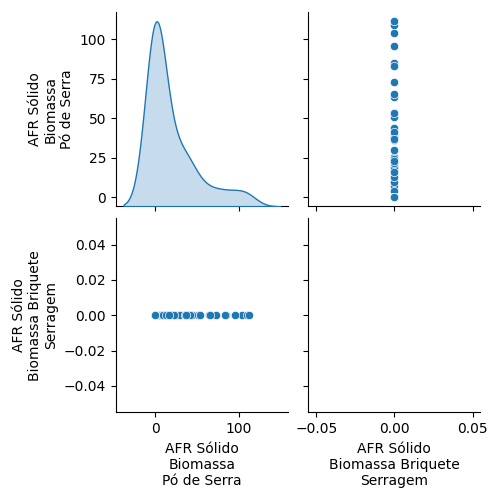 100
75
50
25
0
AFR Sólido
Biomassa
Pó de Serra
0.04
0.02
0.00
−0.02
−0.04
AFR Sólido
Biomassa Briquete
Serragem
0
100
AFR Sólido
Biomassa
Pó de Serra
−0.05
0.00
0.05
AFR Sólido
Biomassa Briquete
Serragem